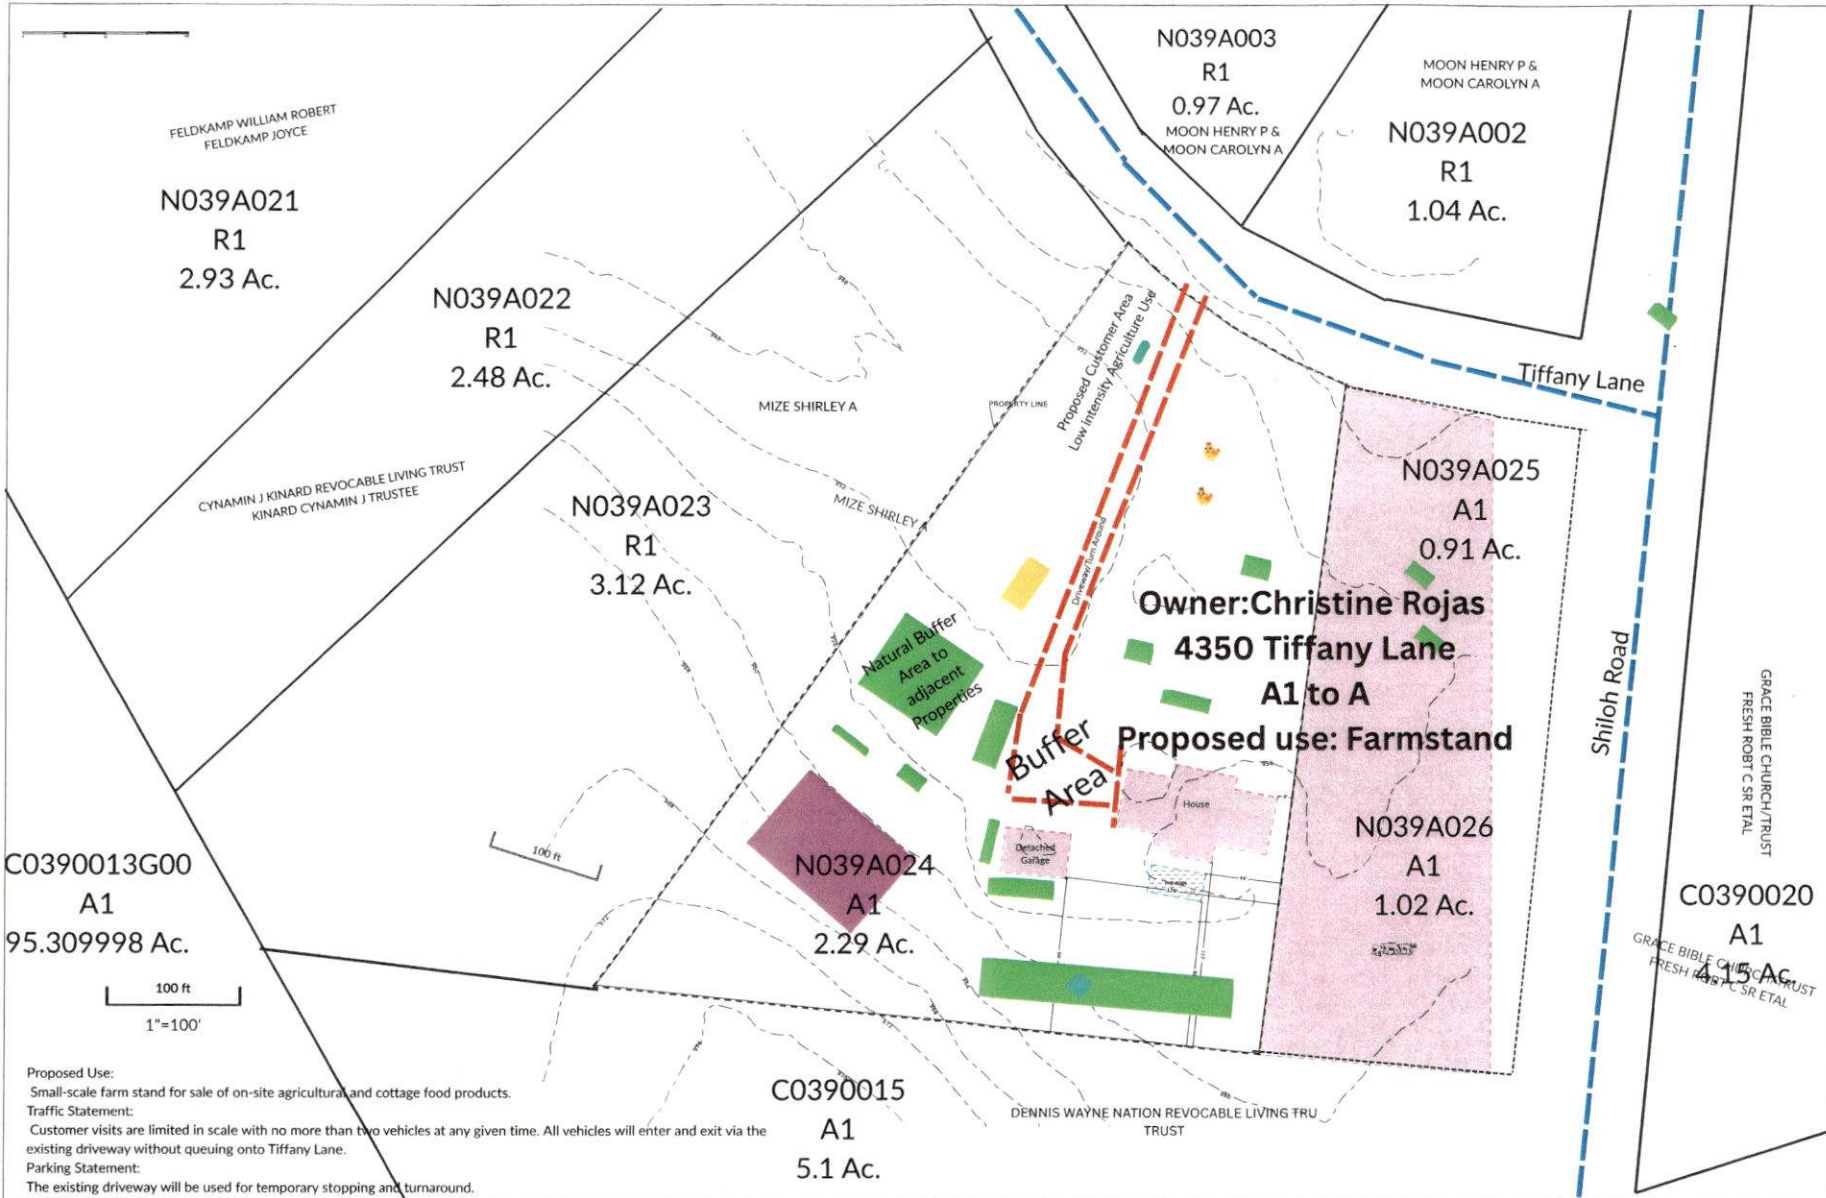 N039A003
R1
0.97 Ac.
MOON HENRY P &
MOON CAROLYN A
MOON HENRY P &
MOON CAROLYN A
N039A002
R1
1.04 Ac.
FELDKAMP WILLIAM ROBERT
FELDKAMP JOYCE
N039A021
R1
2.93 Ac.
N039A022
R1
2.48 Ac.
CYNAMIN J KINARD REVOCABLE LIVING TRUST
KINARD CYNAMIN J TRUSTEE
MIZE SHIRLEY A
MIZE SHIRLEY A
N039A023
R1
3.12 Ac.
PROPERTY LINE
Proposed Customer Area
Low intensity Agriculture Use
Driveway/Turn Around
Tiffany Lane
N039A025
A1
0.91 Ac.
Owner:Christine Rojas
4350 Tiffany Lane
A1 to A
Proposed use: Farmstand
Natural Buffer
Area to
adjacent
Properties
Buffer
Area
House
Detached
Garage
Shiloh Road
GRACE BIBLE CHURCH/TRUST
FRESH ROBT C SR ETAL
N039A026
A1
1.02 Ac.
N039A024
A1
2.29 Ac.
C0390020
A1
4.15 Ac.
GRACE BIBLE CHURCH/TRUST
FRESH ROBT C SR ETAL
C0390013G00
A1
95.309998 Ac.
100 ft
100 ft
1"=100'
C0390015
A1
5.1 Ac.
DENNIS WAYNE NATION REVOCABLE LIVING TRU
TRUST
Proposed Use:
Small-scale farm stand for sale of on-site agricultural and cottage food products.
Traffic Statement:
Customer visits are limited in scale with no more than two vehicles at any given time. All vehicles will enter and exit via the
existing driveway without queuing onto Tiffany Lane.
Parking Statement:
The existing driveway will be used for temporary stopping and turnaround.